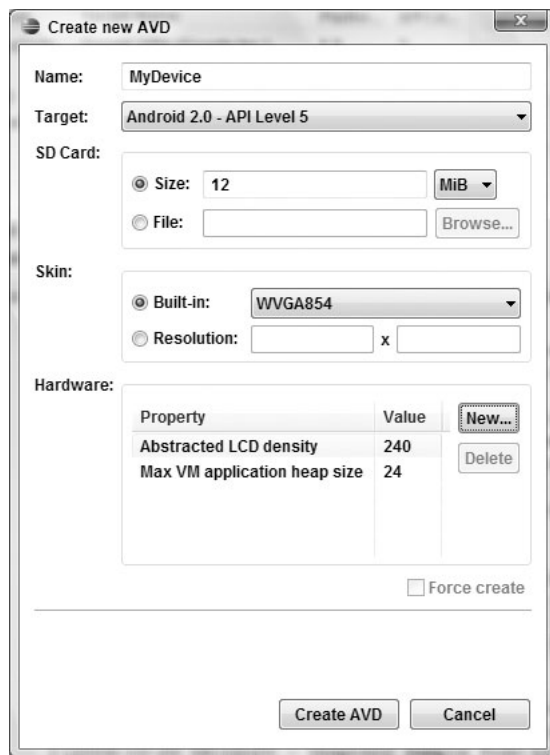 Create new AVD
x
Name: MyDevice
Target: Android 2.0 - API Level 5
SD Card:
Size: 12 MiB
File: Browse...
Skin:
Built-in: WVGA854
Resolution: x
Hardware:
Property Value New...
Abstracted LCD density 240 Delete
Max VM application heap size 24
Force create
Create AVD Cancel